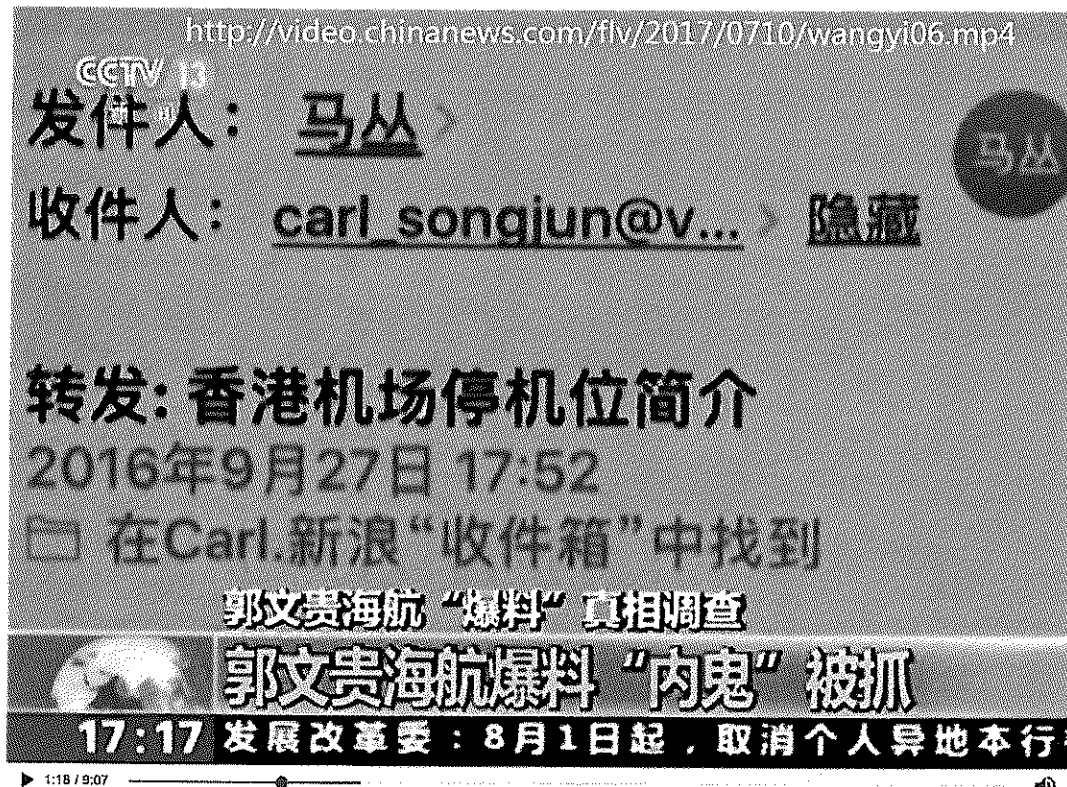 http://video.chinanews.com/flv/2017/0710/wangyi06.mp4
CCTV 13
发件人： 马丛
马丛
收件人： carl_songjun@v... 隐藏
转发: 香港机场停机位简介
2016年9月27日 17:52
在Carl.新浪“收件箱”中找到
郭文贵海航“爆料”真相调查
郭文贵海航爆料“内鬼”被抓
17:17 发展改革委：8月1日起，取消个人异地本行
1:18 / 9:07